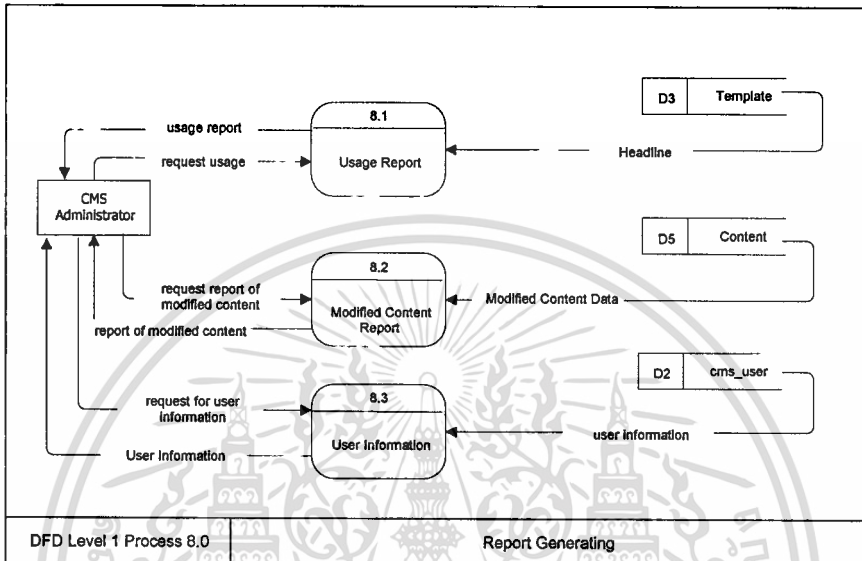 D3 Template
8.1
usage report
request usage
Usage Report
Headline
CMS
Administrator
D5 Content
8.2
request report of
modified content
Modified Content
Report
Modified Content Data
report of modified content
D2 cms_user
8.3
request for user
information
User Information
user information
User Information
DFD Level 1 Process 8.0
Report Generating